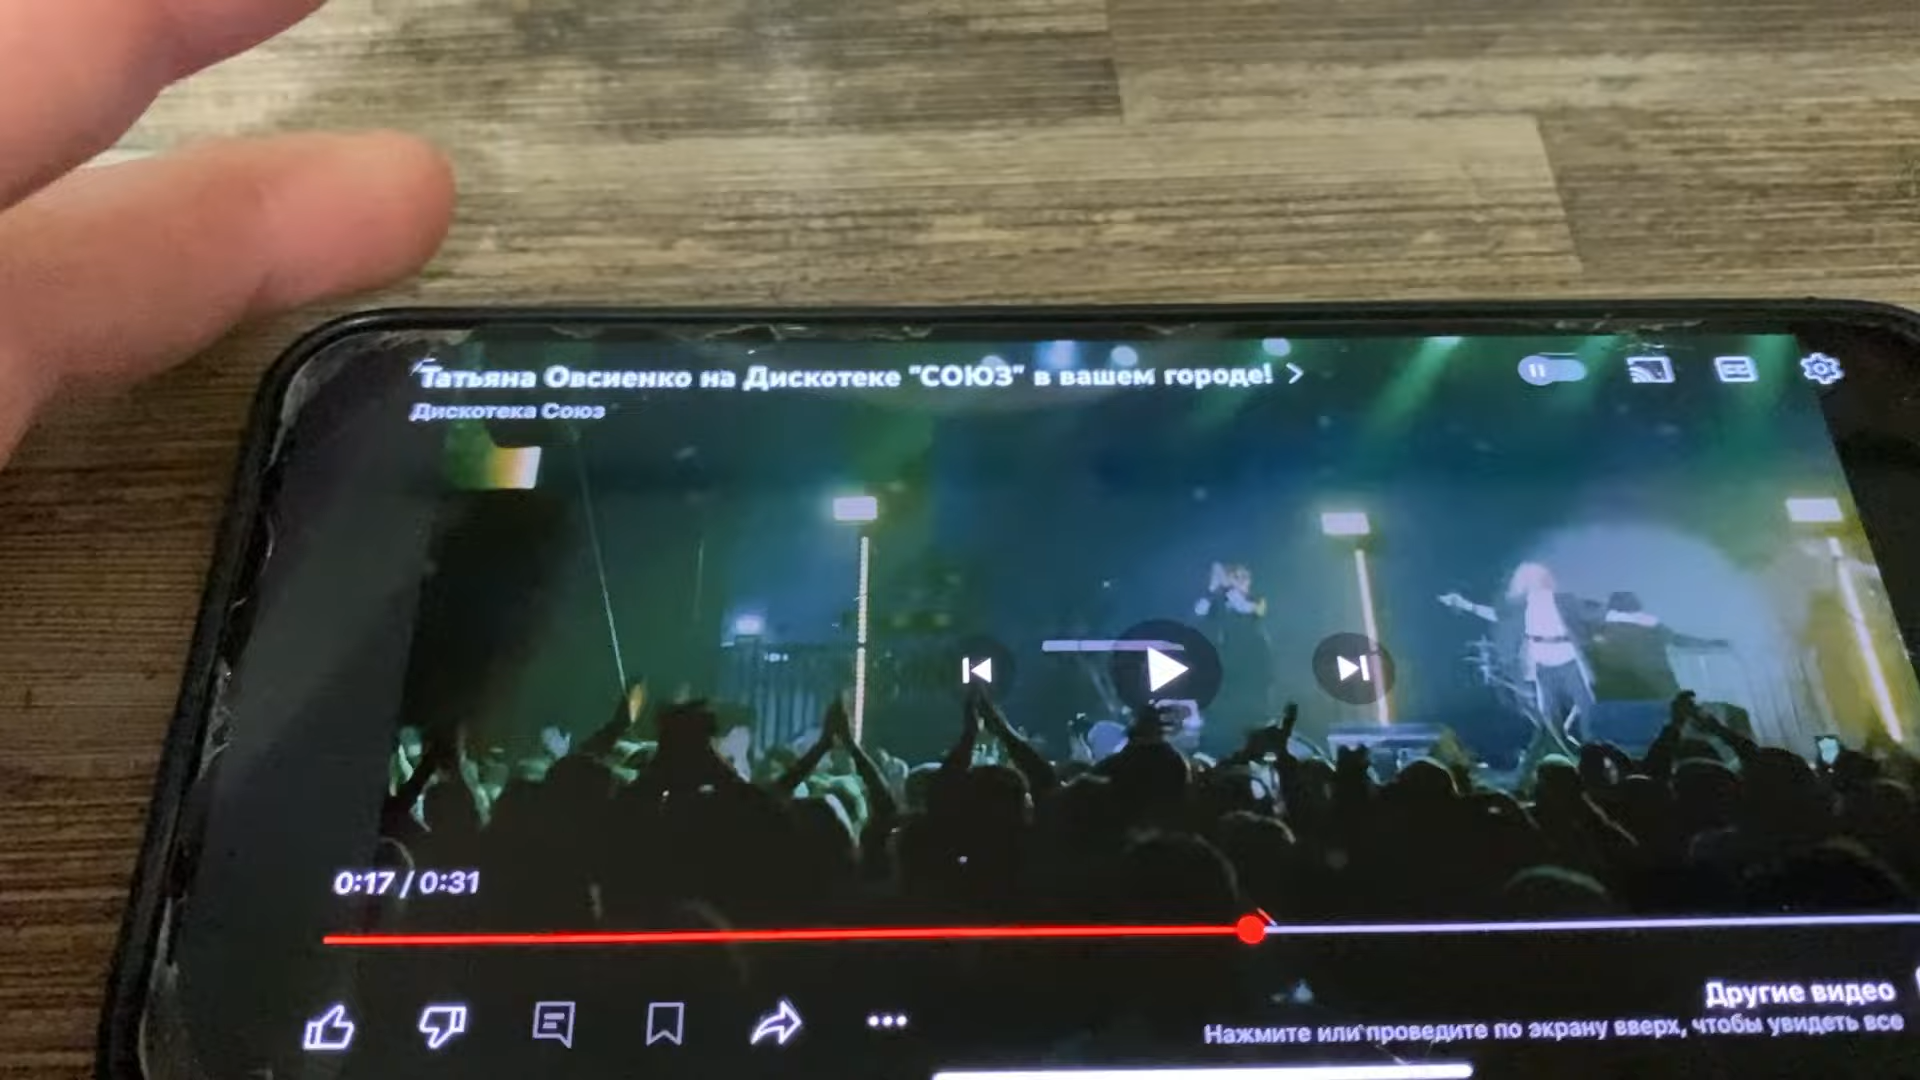 Татьяна Овсиенко на Дискотеке "СОЮЗ" в вашем городе!
Дискотека Союз
0:17 / 0:31
Другие видео
Нажмите или проведите по экрану вверх, чтобы увидеть все